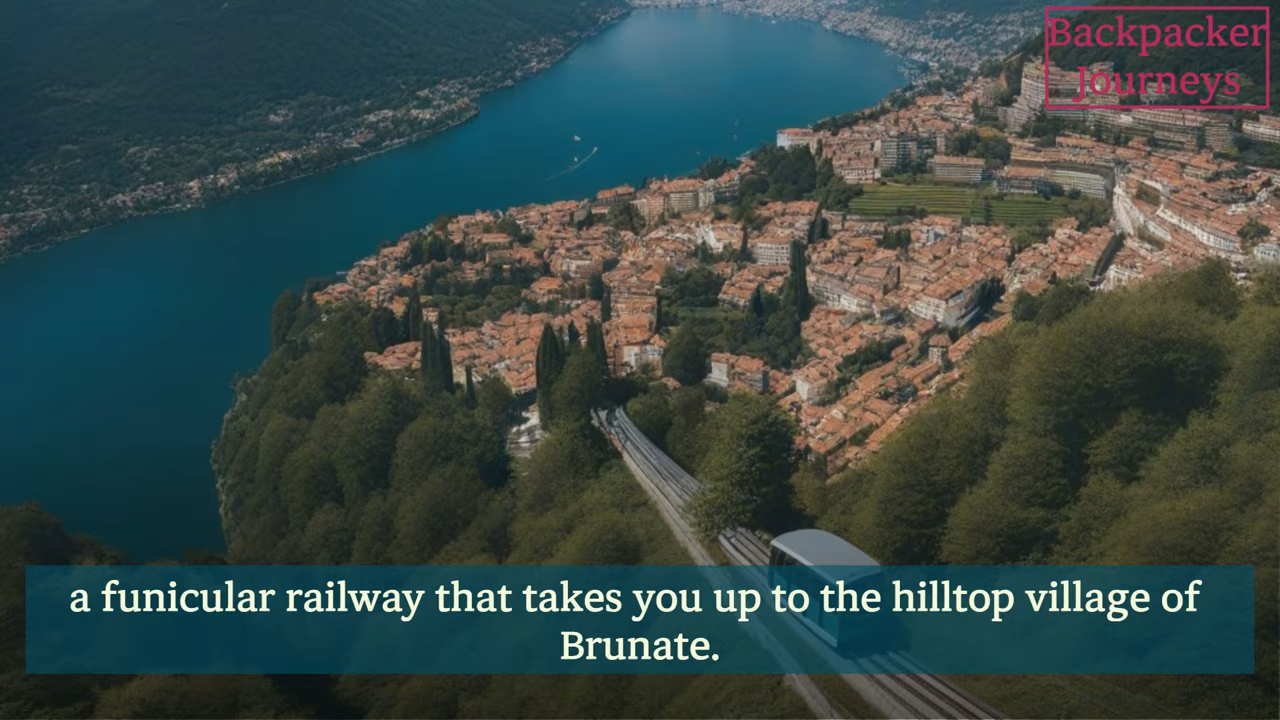 Backpacker
Journeys
a funicular railway that takes you up to the hilltop village of
Brunate.